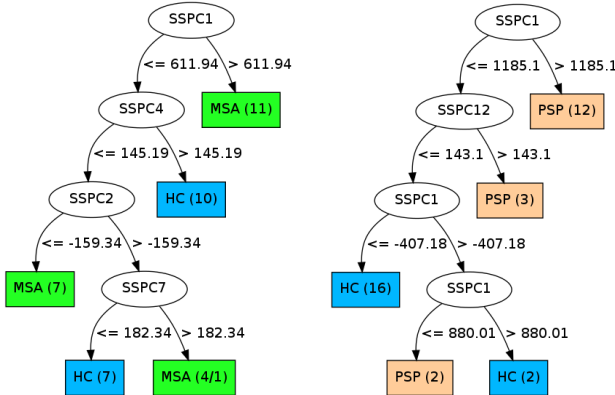 SSPC1
<= 611.94 > 611.94
SSPC4
MSA (11)
<= 145.19 > 145.19
SSPC2
HC (10)
<= -159.34 > -159.34
MSA (7)
SSPC7
<= 182.34 > 182.34
HC (7)
MSA (4/1)
SSPC1
<= 1185.1 > 1185.1
SSPC12
PSP (12)
<= 143.1 > 143.1
SSPC1
PSP (3)
<= -407.18 > -407.18
HC (16)
SSPC1
<= 880.01 > 880.01
PSP (2)
HC (2)